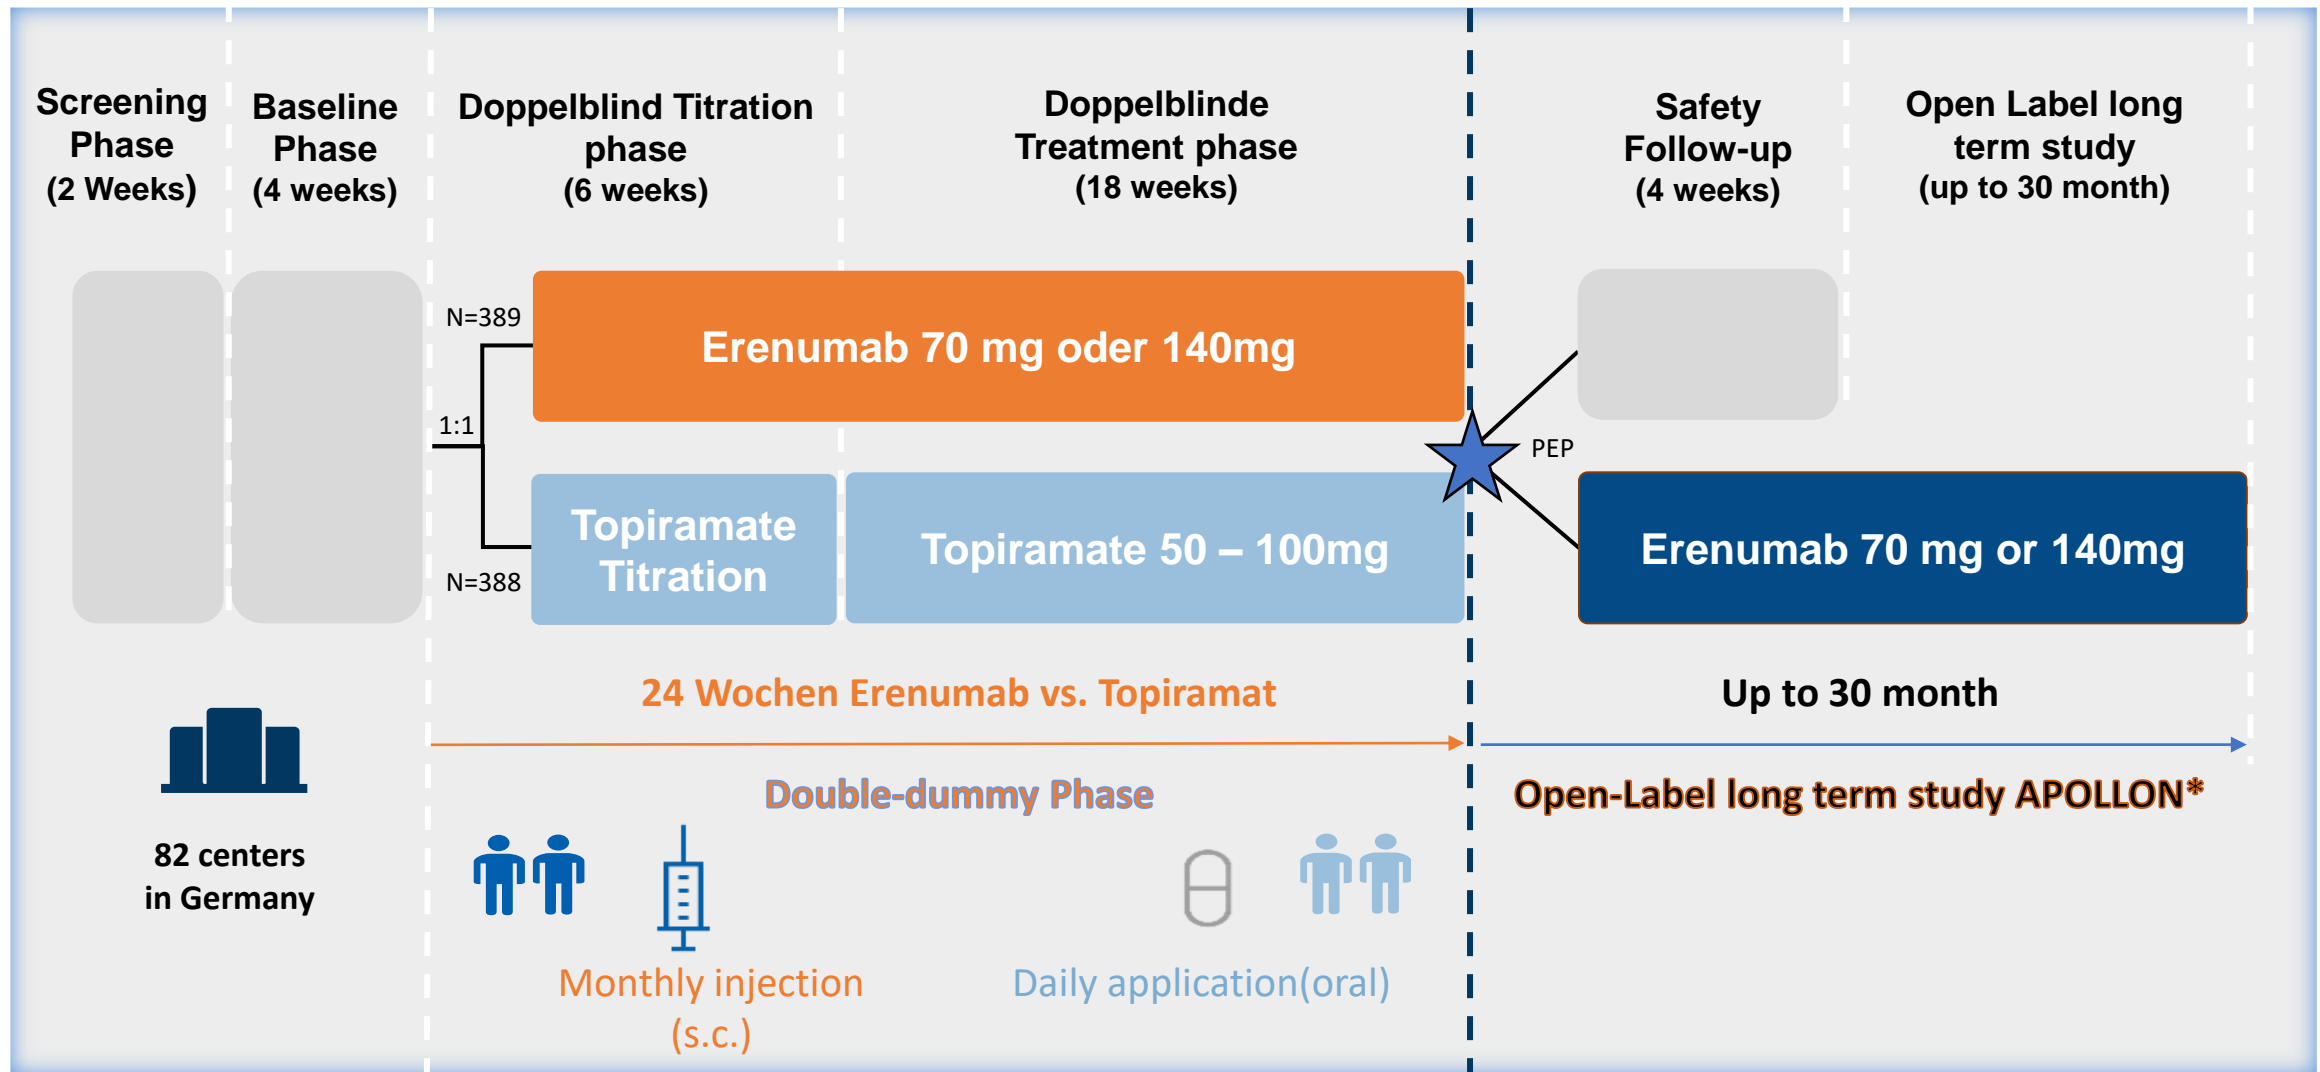 Screening
Phase
(2 Weeks)
Baseline
Phase
(4 weeks)
Doppelblind Titration
phase
(6 weeks)
Doppelblinde
Treatment phase
(18 weeks)
Safety
Follow-up
(4 weeks)
Open Label long
term study
(up to 30 month)
N=389
Erenumab 70 mg oder 140mg
1:1
PEP
N=388
Topiramate
Titration
Topiramate 50 – 100mg
Erenumab 70 mg or 140mg
24 Wochen Erenumab vs. Topiramat
Up to 30 month
Double-dummy Phase
Open-Label long term study APOLLON*
82 centers
in Germany
Monthly injection
(s.c.)
Daily application(oral)